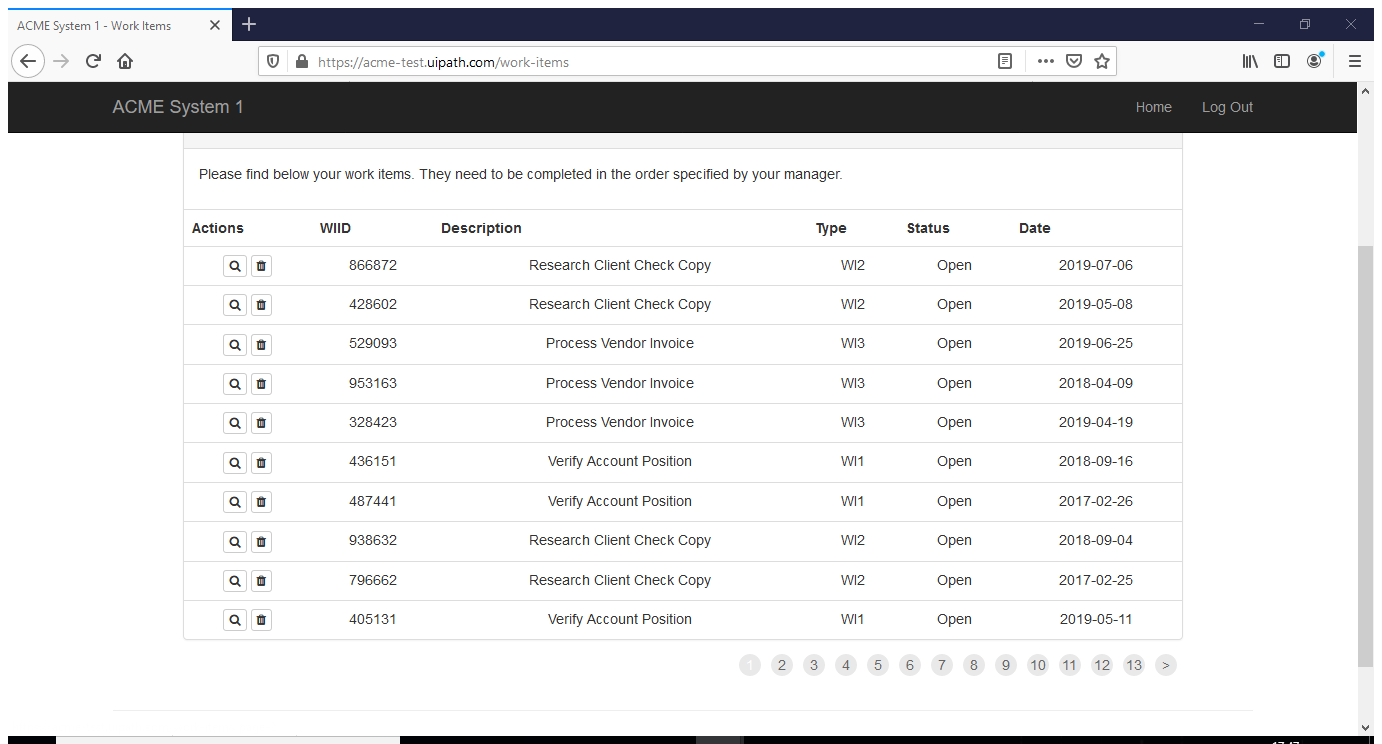 ACME System 1 - Work Items
https://acme-test.uipath.com/work-items
ACME System 1 Home Log Out
Please find below your work items. They need to be completed in the order specified by your manager.
Actions WIID Description Type Status Date
866872 Research Client Check Copy WI2 Open 2019-07-06
428602 Research Client Check Copy WI2 Open 2019-05-08
529093 Process Vendor Invoice WI3 Open 2019-06-25
953163 Process Vendor Invoice WI3 Open 2018-04-09
328423 Process Vendor Invoice WI3 Open 2019-04-19
436151 Verify Account Position WI1 Open 2018-09-16
487441 Verify Account Position WI1 Open 2017-02-26
938632 Research Client Check Copy WI2 Open 2018-09-04
796662 Research Client Check Copy WI2 Open 2017-02-25
405131 Verify Account Position WI1 Open 2019-05-11
1 2 3 4 5 6 7 8 9 10 11 12 13 >